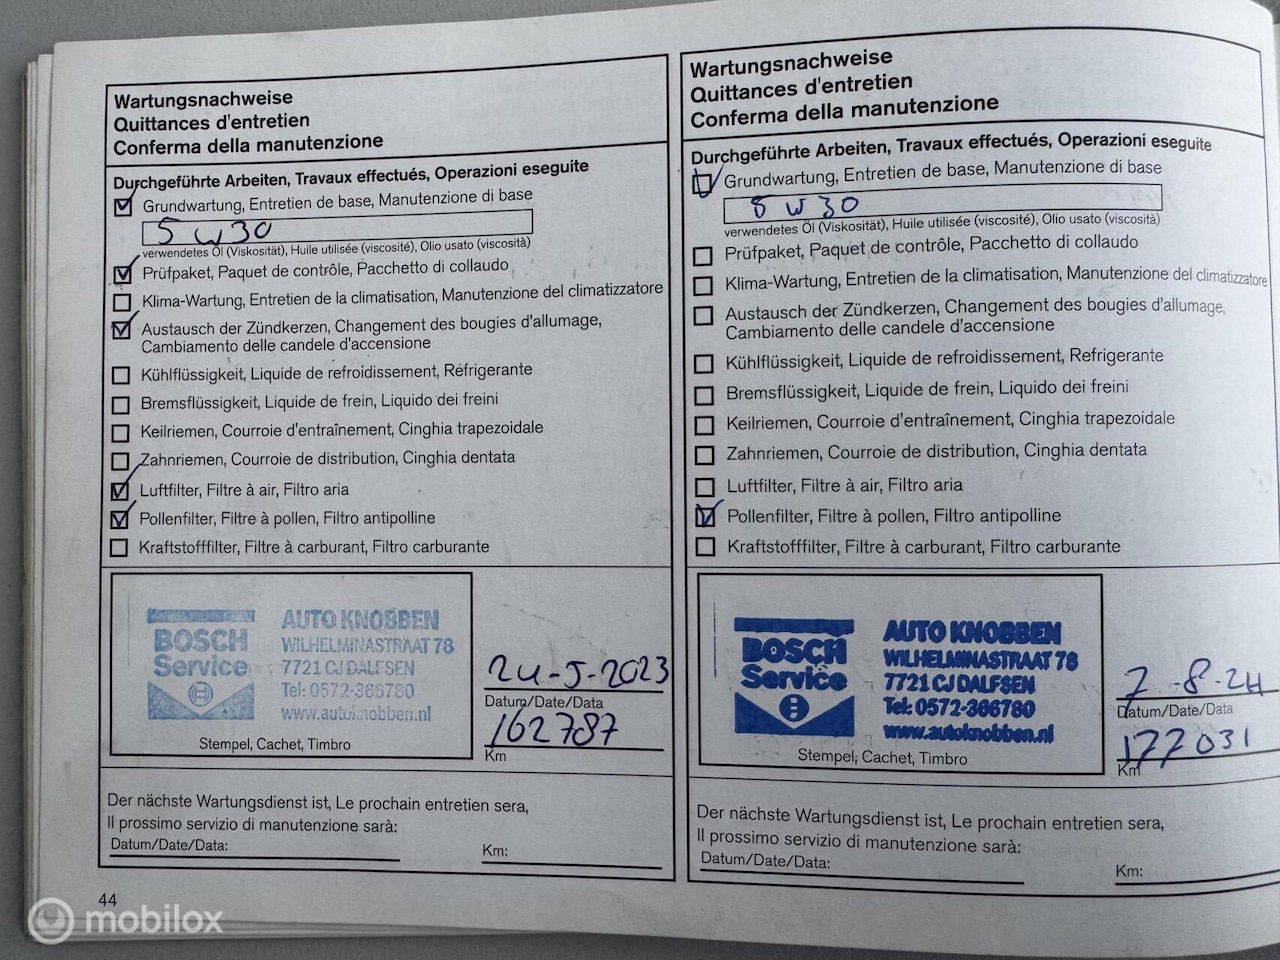 Wartungsnachweise
Quittances d'entretien
Conferma della manutenzione
Durchgeführte Arbeiten, Travaux effectués, Operazioni eseguite
Grundwartung, Entretien de base, Manutenzione di base
5 w 30
verwendetes Öl (Viskosität), Huile utilisée (viscosité), Olio usato (viscosità)
Prüfpaket, Paquet de contrôle, Pacchetto di collaudo
Klima-Wartung, Entretien de la climatisation, Manutenzione del climatizzatore
Austausch der Zündkerzen, Changement des bougies d'allumage,
Cambiamento delle candele d'accensione
Kühlflüssigkeit, Liquide de refroidissement, Refrigerante
Bremsflüssigkeit, Liquide de frein, Liquido dei freini
Keilriemen, Courroie d'entraînement, Cinghia trapezoidale
Zahnriemen, Courroie de distribution, Cinghia dentata
Luftfilter, Filtre à air, Filtro aria
Pollenfilter, Filtre à pollen, Filtro antipolline
Kraftstofffilter, Filtre à carburant, Filtro carburante
BOSCH
Service
AUTO KNOBBEN
WILHELMINASTRAAT 78
7721 CJ DALFSEN
Tel: 0572-366780
www.autoknobben.nl
Stempel, Cachet, Timbro
24-5-2023
Datum/Date/Data
162787
Km
Der nächste Wartungsdienst ist, Le prochain entretien sera,
Il prossimo servizio di manutenzione sarà:
Datum/Date/Data:
Km:
44
Wartungsnachweise
Quittances d'entretien
Conferma della manutenzione
Durchgeführte Arbeiten, Travaux effectués, Operazioni eseguite
Grundwartung, Entretien de base, Manutenzione di base
5 w 30
verwendetes Öl (Viskosität), Huile utilisée (viscosité), Olio usato (viscosità)
Prüfpaket, Paquet de contrôle, Pacchetto di collaudo
Klima-Wartung, Entretien de la climatisation, Manutenzione del climatizzatore
Austausch der Zündkerzen, Changement des bougies d'allumage,
Cambiamento delle candele d'accensione
Kühlflüssigkeit, Liquide de refroidissement, Refrigerante
Bremsflüssigkeit, Liquide de frein, Liquido dei freini
Keilriemen, Courroie d'entraînement, Cinghia trapezoidale
Zahnriemen, Courroie de distribution, Cinghia dentata
Luftfilter, Filtre à air, Filtro aria
Pollenfilter, Filtre à pollen, Filtro antipolline
Kraftstofffilter, Filtre à carburant, Filtro carburante
BOSCH
Service
AUTO KNOBBEN
WILHELMINASTRAAT 78
7721 CJ DALFSEN
Tel: 0572-366780
www.autoknobben.nl
Stempel, Cachet, Timbro
7-8-24
Datum/Date/Data
177031
Km
Der nächste Wartungsdienst ist, Le prochain entretien sera,
Il prossimo servizio di manutenzione sarà:
Datum/Date/Data:
Km:
mobilox